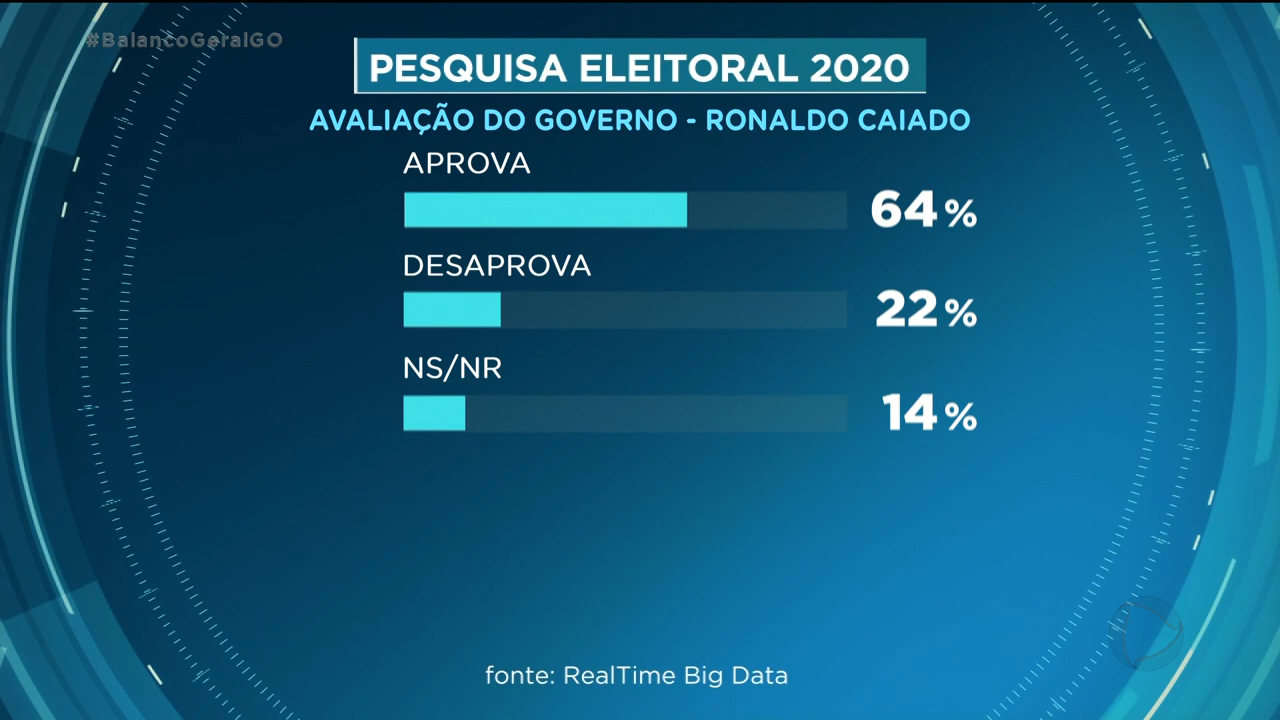 #BalancoGeralGO
PESQUISA ELEITORAL 2020
AVALIAÇÃO DO GOVERNO - RONALDO CAIADO
APROVA
64%
DESAPROVA
22%
NS/NR
14%
fonte: RealTime Big Data